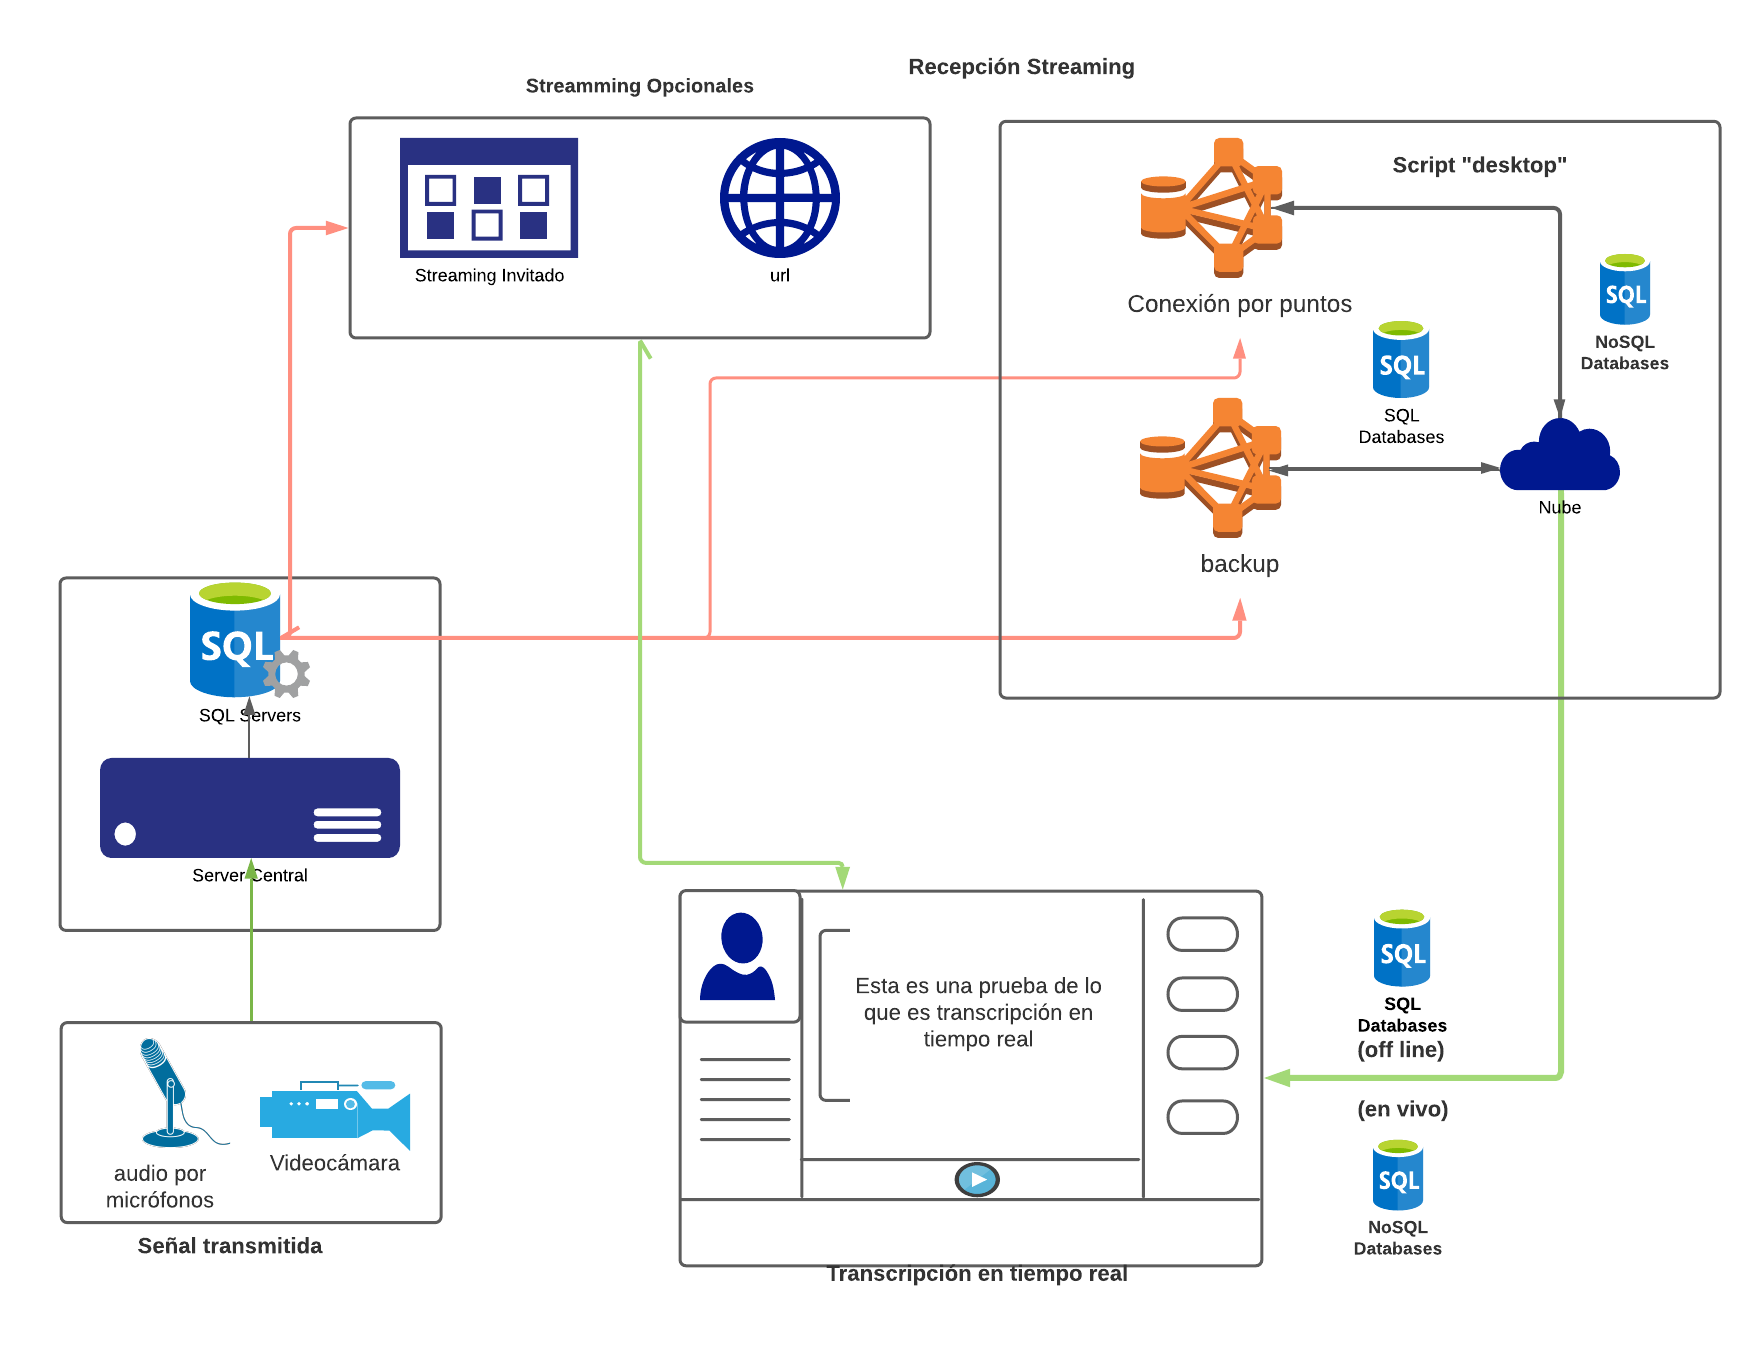 Recepción Streaming
Streamming Opcionales
Streaming Invitado
url
Script "desktop"
Conexión por puntos
SQL
NoSQL
Databases
SQL
SQL
Databases
Nube
backup
SQL
SQL Servers
Server Central
audio por
micrófonos
Videocámara
Señal transmitida
Esta es una prueba de lo
que es transcripción en
tiempo real
Transcripción en tiempo real
SQL
SQL
Databases
(off line)
(en vivo)
SQL
NoSQL
Databases